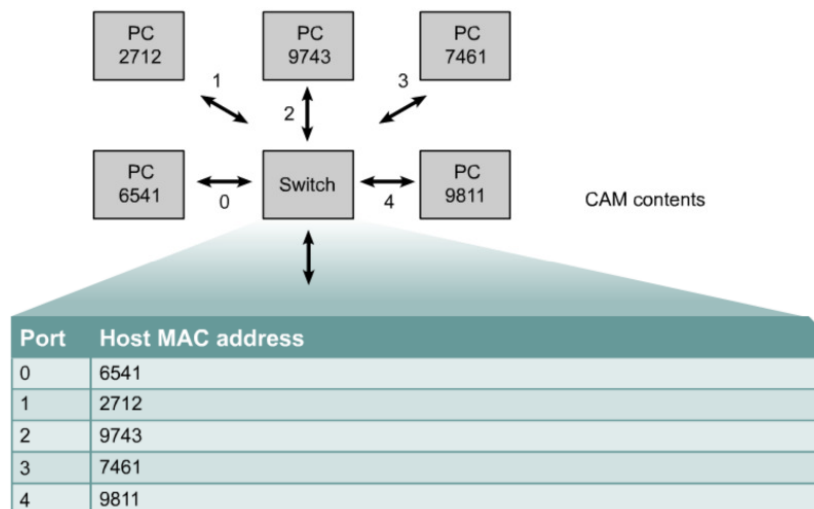 PC
2712
PC
9743
PC
7461
1
3
2
PC
6541
Switch
PC
9811
0
4
CAM contents
Port Host MAC address
0 6541
1 2712
2 9743
3 7461
4 9811